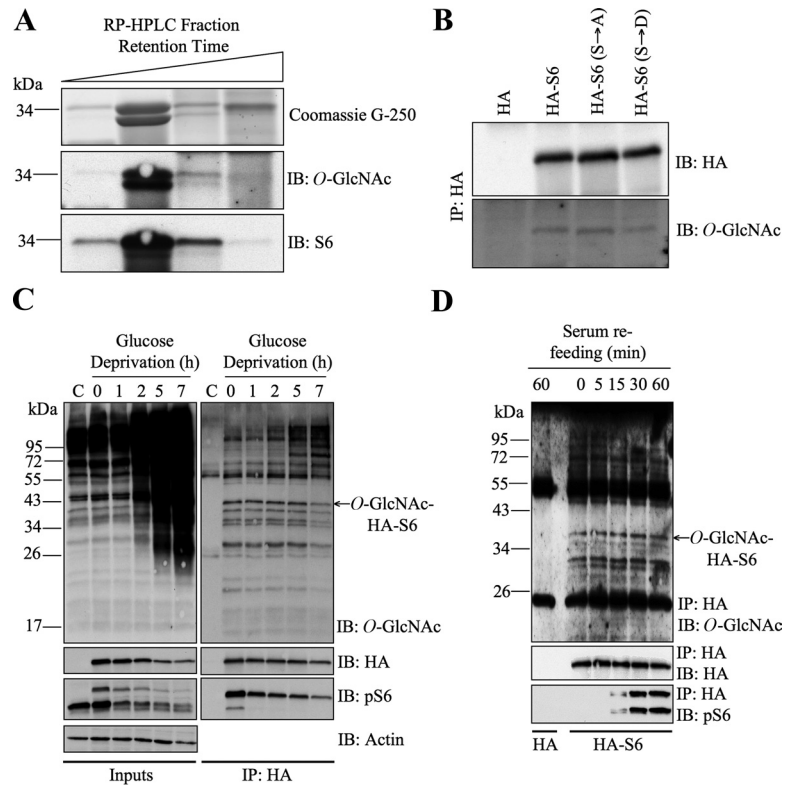 A
RP-HPLC Fraction
Retention Time
kDa
34
Coomassie G-250
34
IB: O-GlcNAc
34
IB: S6
B
HA
HA-S6
HA-S6 (S→A)
HA-S6 (S→D)
IP: HA
IB: HA
IB: O-GlcNAc
C
Glucose
Deprivation (h)
Glucose
Deprivation (h)
C 0 1 2 5 7
C 0 1 2 5 7
kDa
95
72
55
43
34
26
17
O-GlcNAc-
HA-S6
IB: O-GlcNAc
IB: HA
IB: pS6
IB: Actin
Inputs
IP: HA
D
Serum re-
feeding (min)
60 0 5 15 30 60
kDa
95
72
55
43
34
26
O-GlcNAc-
HA-S6
IP: HA
IB: O-GlcNAc
IP: HA
IB: HA
IP: HA
IB: pS6
HA
HA-S6